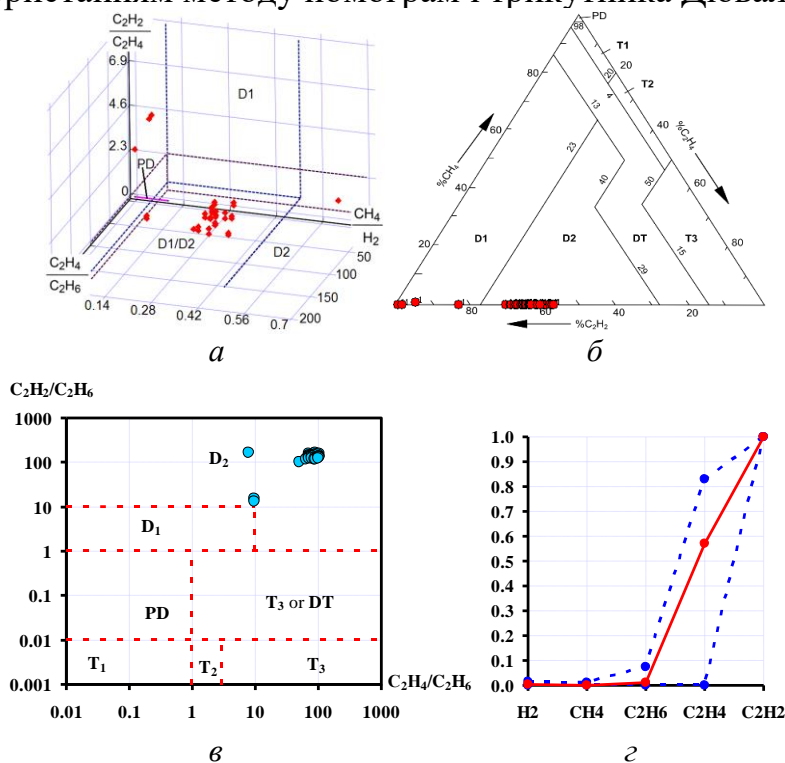 ристанням методу номограм і трикутника Дюваля
C2H2
C2H4
6.9
4.6
2.3
0
D1
PD
CH4
H2
D1/D2
D2
C2H4
C2H6
50
100
150
200
0.14 0.28 0.42 0.56 0.7
а
PD
98
T1
20
20
T2
4
80
13
40
%CH4
%C2H4
60
23
50
60
40
40
D1 D2 DT T3
80
20
15
29
80 60 40 20
%C2H2
б
C2H2/C2H6
1000
100
10
1
0.1
0.01
0.001
D2
D1
PD
T3 or DT
T1 T2 T3
C2H4/C2H6
0.01 0.1 1 10 100 1000
в
1.0
0.9
0.8
0.7
0.6
0.5
0.4
0.3
0.2
0.1
0.0
H2 CH4 C2H6 C2H4 C2H2
г